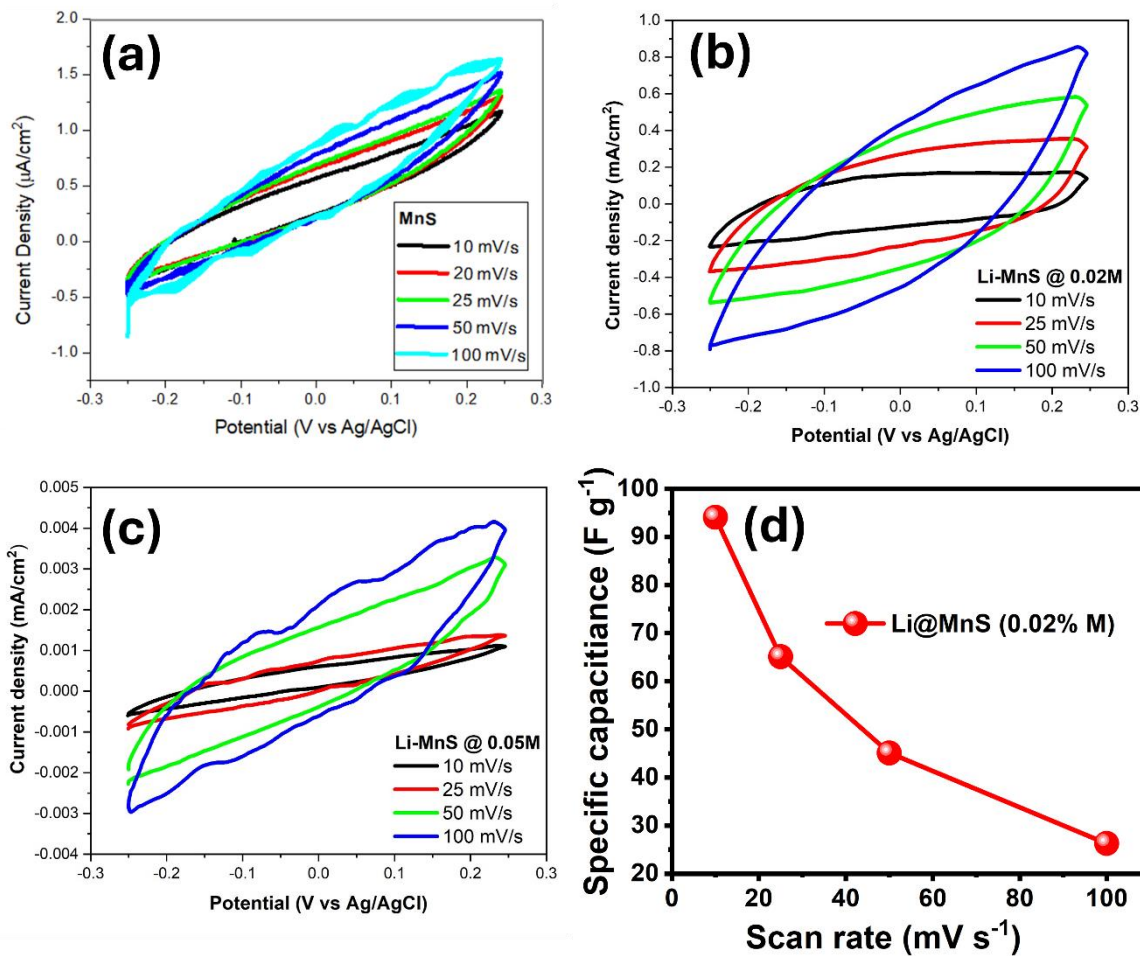 (a)
2.0
1.5
1.0
0.5
0.0
-0.5
-1.0
Current Density (μA/cm²)
MnS
10 mV/s
20 mV/s
25 mV/s
50 mV/s
100 mV/s
-0.3 -0.2 -0.1 0.0 0.1 0.2 0.3
Potential (V vs Ag/AgCl)
(b)
1.0
0.8
0.6
0.4
0.2
0.0
-0.2
-0.4
-0.6
-0.8
-1.0
Current density (mA/cm²)
Li-MnS @ 0.02M
10 mV/s
25 mV/s
50 mV/s
100 mV/s
-0.3 -0.2 -0.1 0.0 0.1 0.2 0.3
Potential (V vs Ag/AgCl)
(c)
0.005
0.004
0.003
0.002
0.001
0.000
-0.001
-0.002
-0.003
-0.004
Current density (mA/cm²)
Li-MnS @ 0.05M
10 mV/s
25 mV/s
50 mV/s
100 mV/s
-0.3 -0.2 -0.1 0.0 0.1 0.2 0.3
Potential (V vs Ag/AgCl)
(d)
100
90
80
70
60
50
40
30
20
Specific capacitiance (F g⁻¹)
Li@MnS (0.02% M)
0 20 40 60 80 100
Scan rate (mV s⁻¹)